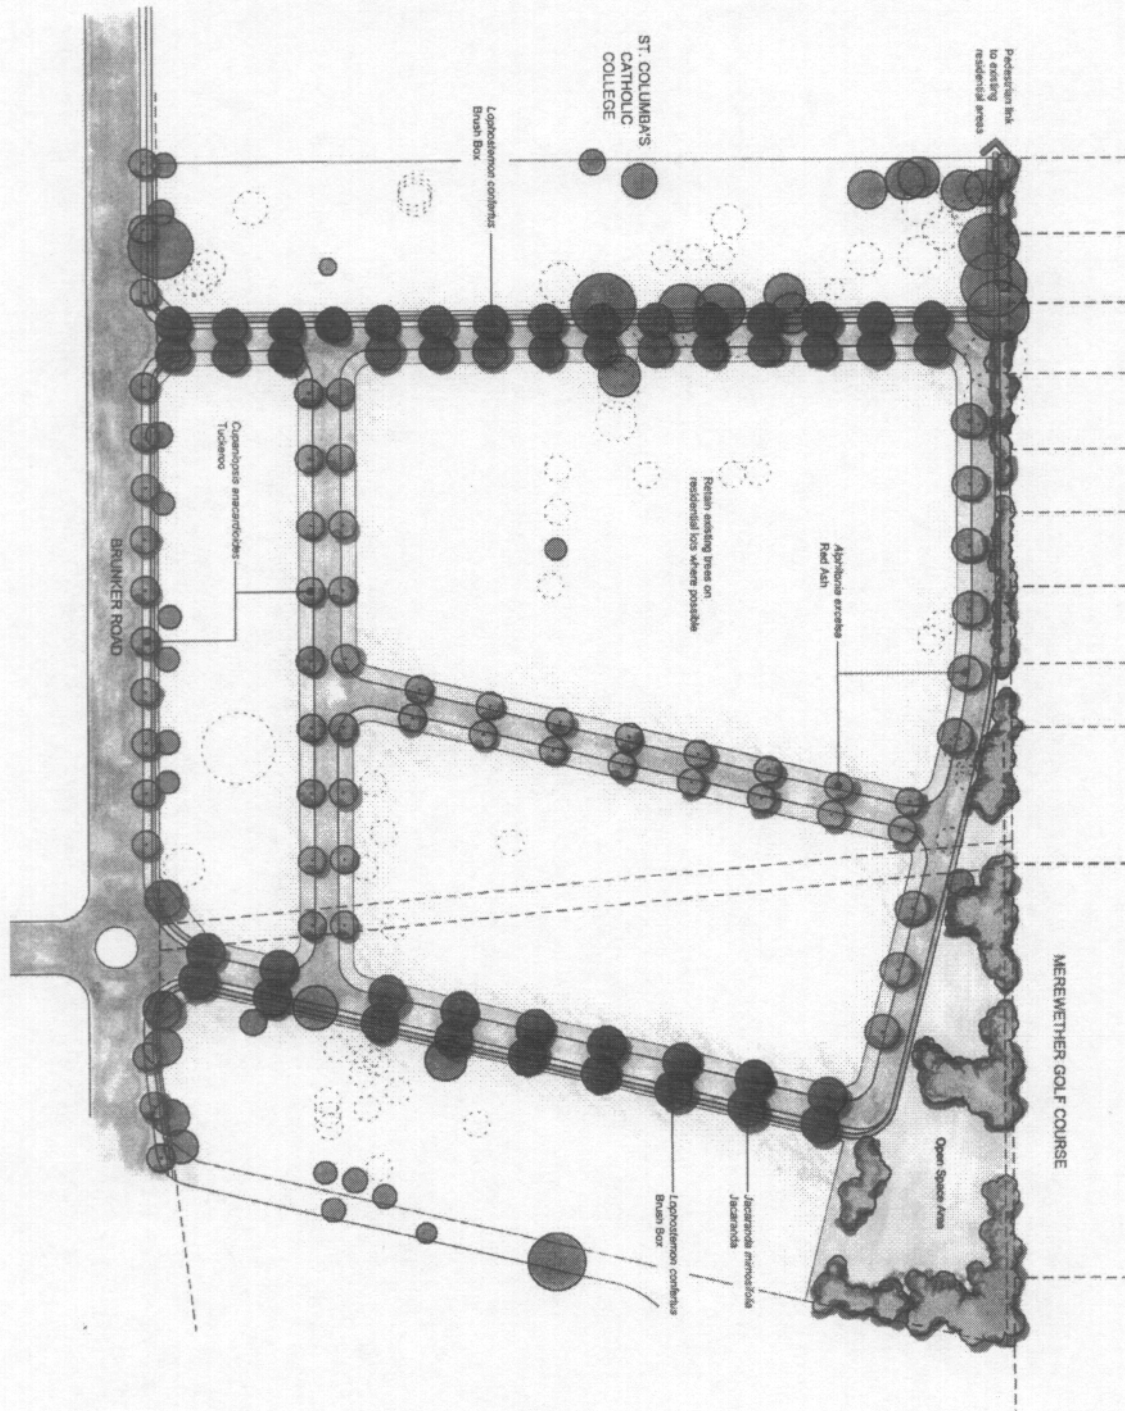 Pedestrian link
to existing
residential areas
ST. COLUMBA'S
CATHOLIC
COLLEGE
Lophostemon confertus
Brush Box
Cupaniopsis anacardioides
Tuckeroo
Retain existing trees on
residential lots where possible
Alphitonia excelsa
Red Ash
BRUNKER ROAD
MEREWETHER GOLF COURSE
Open Space Area
Jacaranda mimosifolia
Jacaranda
Lophostemon confertus
Brush Box